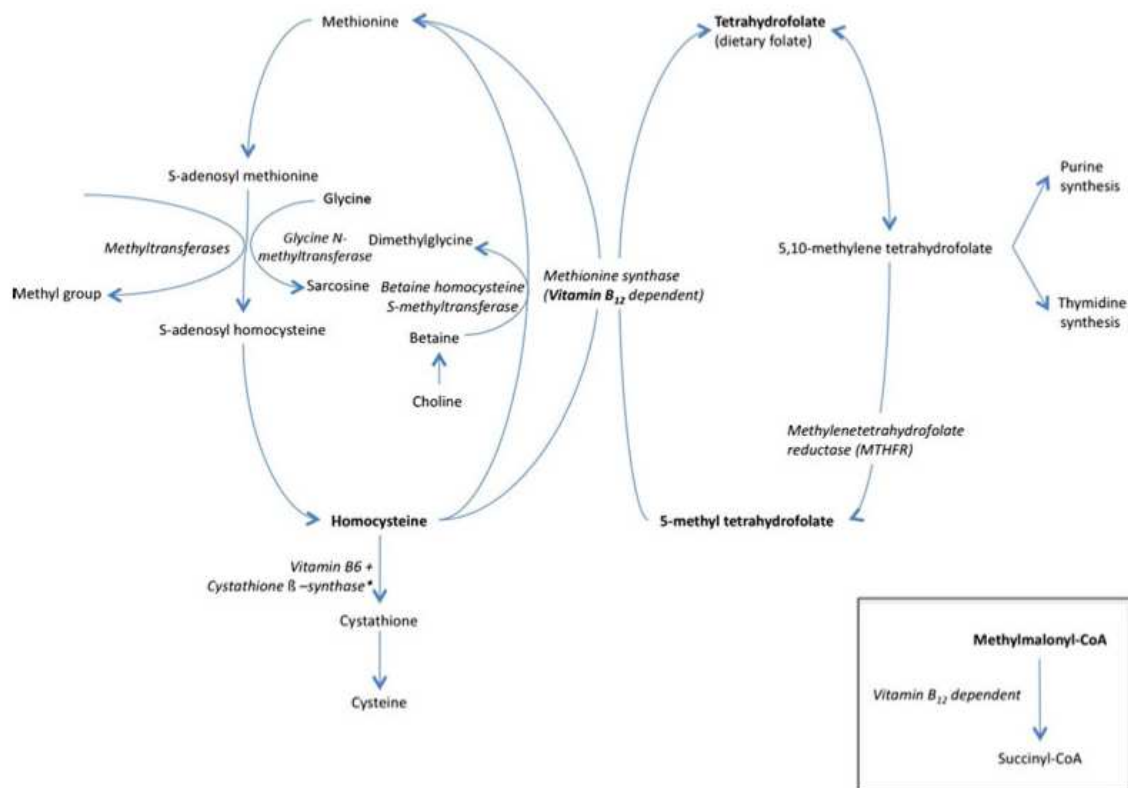 Methionine
Tetrahydrofolate
(dietary folate)
S-adenosyl methionine
Glycine
Purine
synthesis
Methyltransferases
Glycine N-
methyltransferase
Dimethylglycine
5,10-methylene tetrahydrofolate
Methyl group
Sarcosine
Betaine homocysteine
S-methyltransferase
Methionine synthase
(Vitamin B12 dependent)
Thymidine
synthesis
S-adenosyl homocysteine
Betaine
Choline
Methylenetetrahydrofolate
reductase (MTHFR)
Homocysteine
5-methyl tetrahydrofolate
Vitamin B6 +
Cystathione ß –synthase*
Cystathione
Cysteine
Methylmalonyl-CoA
Vitamin B12 dependent
Succinyl-CoA